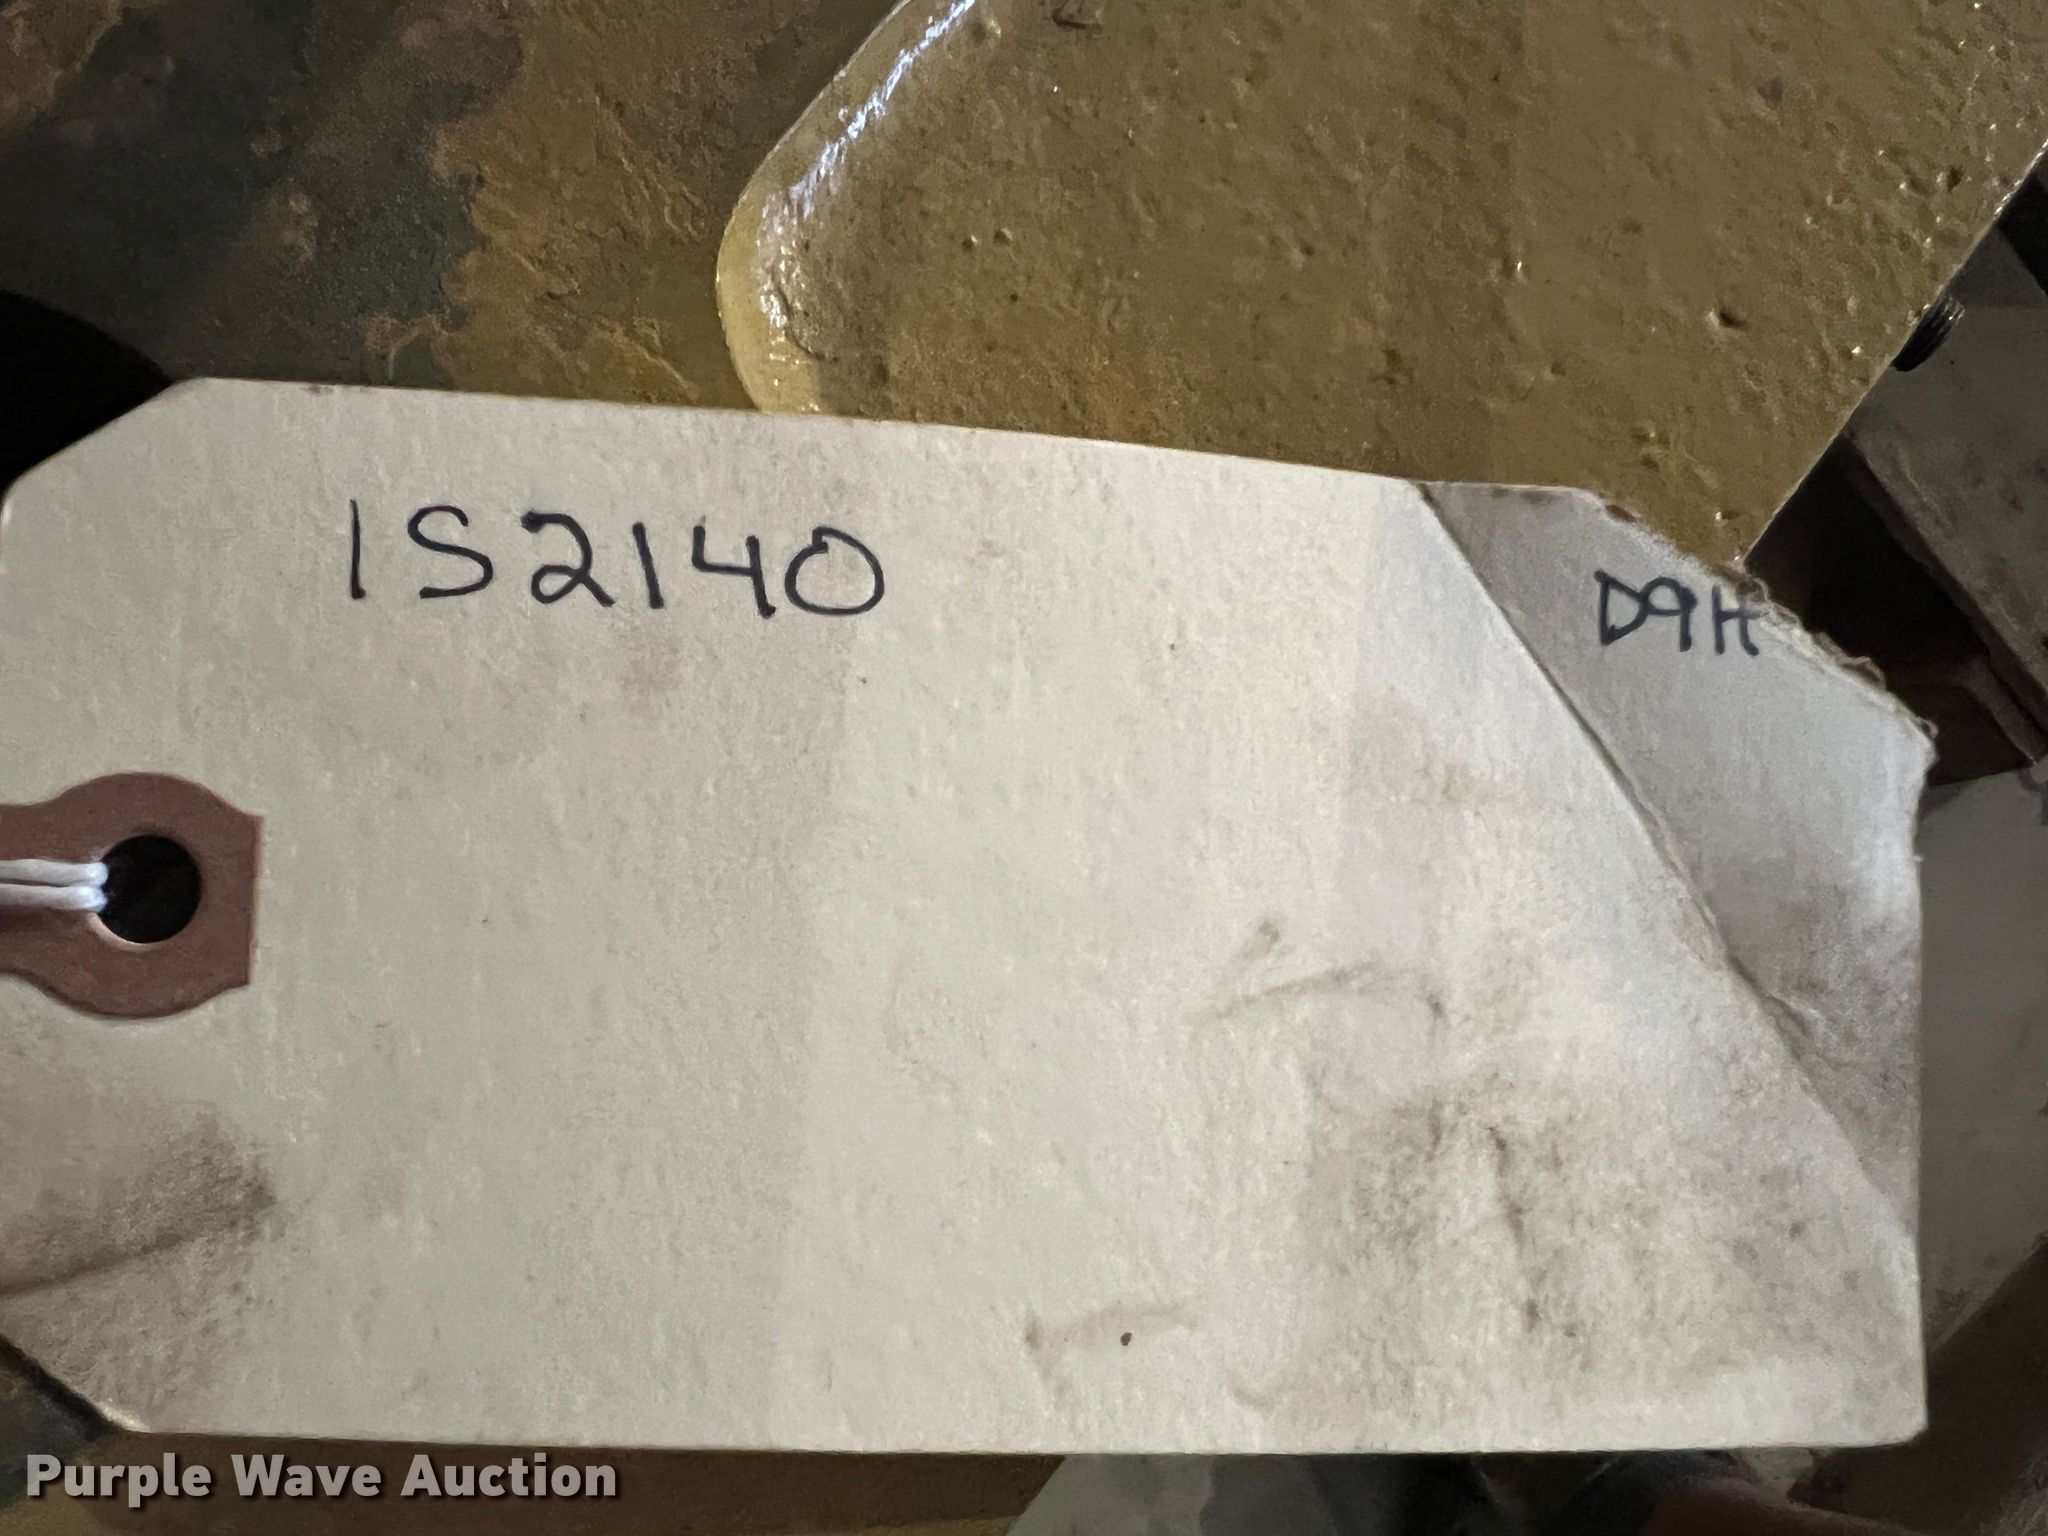 1S2140
D9H
Purple Wave Auction